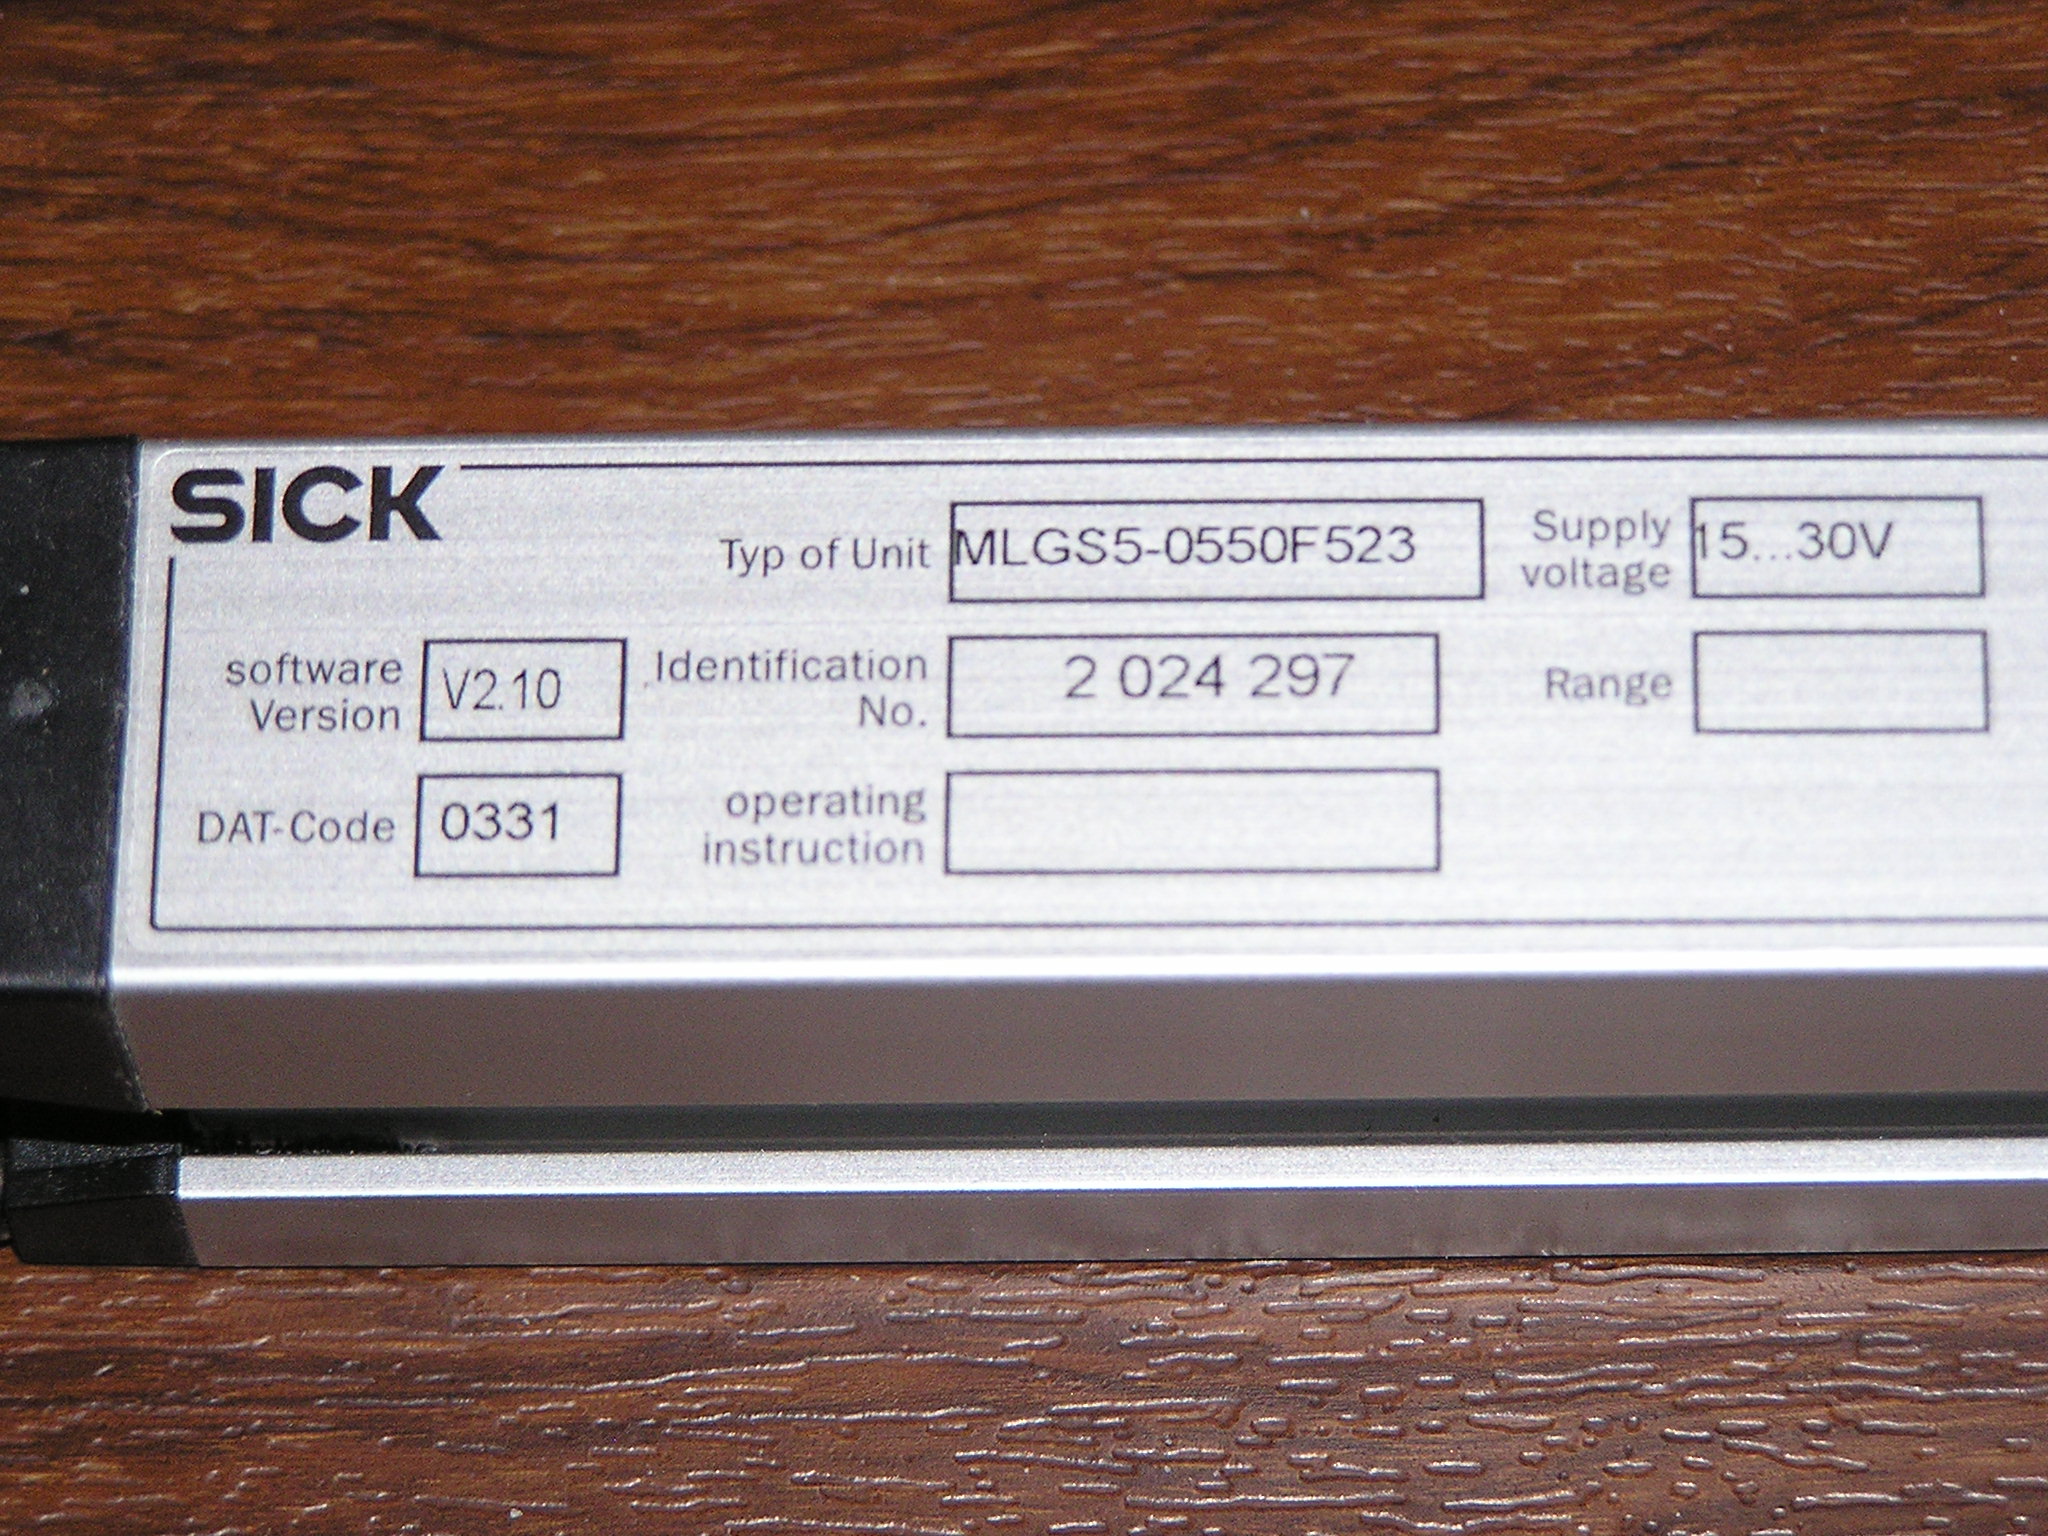 SICK
Typ of Unit MLGS5-0550F523
Supply voltage 15...30V
software Version V2.10
Identification No. 2 024 297
Range
DAT-Code 0331
operating instruction